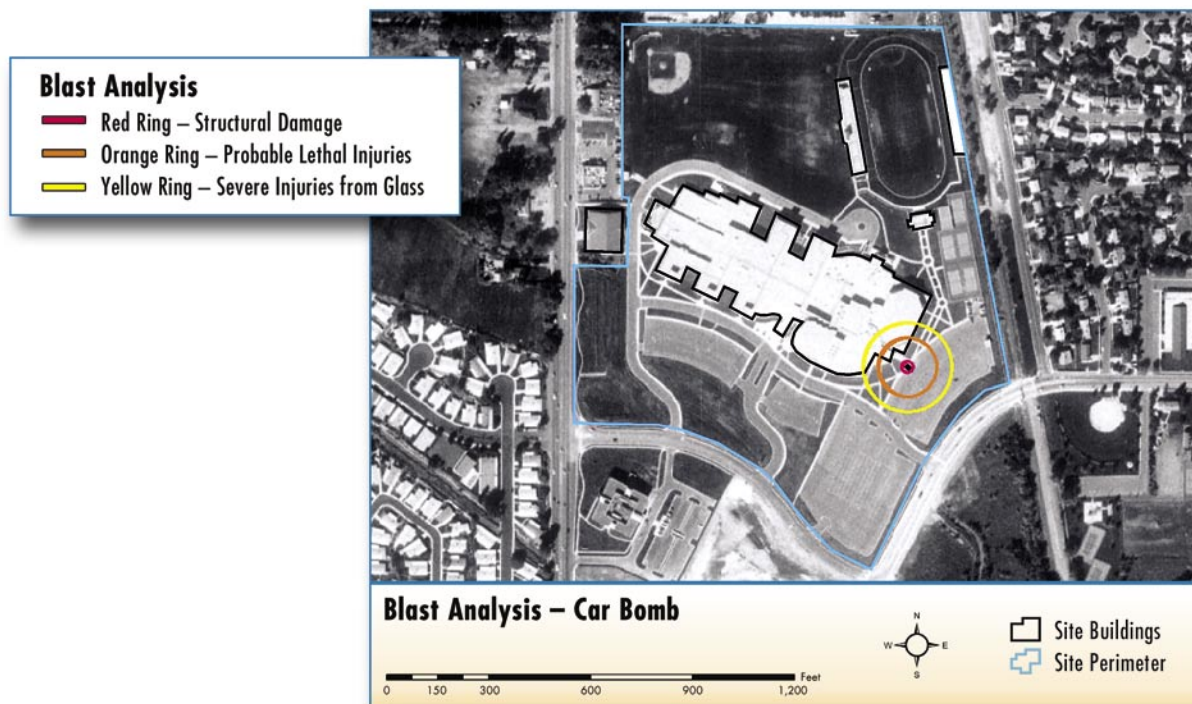 Blast Analysis
Red Ring – Structural Damage
Orange Ring – Probable Lethal Injuries
Yellow Ring – Severe Injuries from Glass
Blast Analysis – Car Bomb
N
W E
S
Feet
0 150 300 600 900 1,200
Site Buildings
Site Perimeter